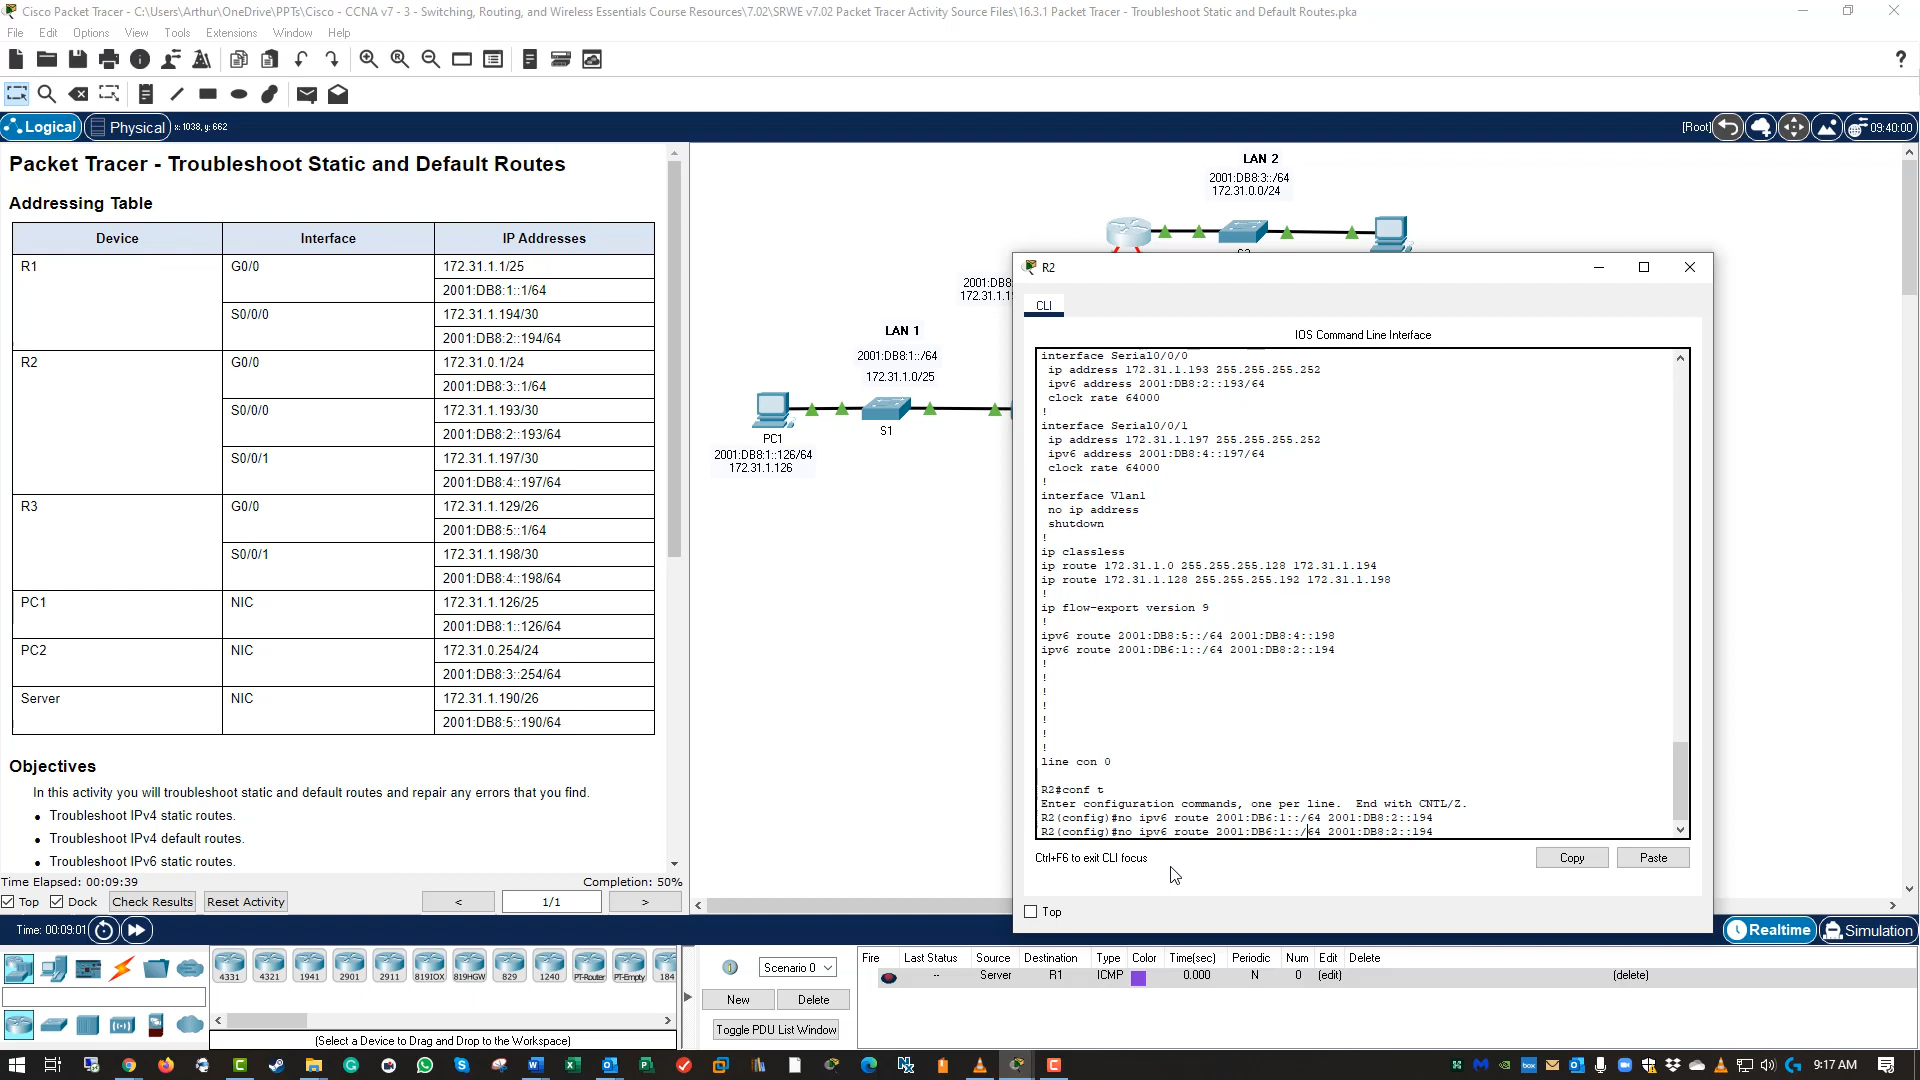 Cisco Packet Tracer - C:\Users\Arthur\OneDrive\PPTs\Cisco - CCNA v7 - 3 - Switching, Routing, and Wireless Essentials Course Resources\7.02\SRWE v7.02 Packet Tracer Activity Source Files\16.3.1 Packet Tracer - Troubleshoot Static and Default Routes.pka
File Edit Options View Tools Extensions Window Help
Logical Physical x: 1038, y: 662
[Root] 09:40:00
Packet Tracer - Troubleshoot Static and Default Routes
Addressing Table
Device Interface IP Addresses
R1 G0/0 172.31.1.1/25
2001:DB8:1::1/64
S0/0/0 172.31.1.194/30
2001:DB8:2::194/64
R2 G0/0 172.31.0.1/24
2001:DB8:3::1/64
S0/0/0 172.31.1.193/30
2001:DB8:2::193/64
S0/0/1 172.31.1.197/30
2001:DB8:4::197/64
R3 G0/0 172.31.1.129/26
2001:DB8:5::1/64
S0/0/1 172.31.1.198/30
2001:DB8:4::198/64
PC1 NIC 172.31.1.126/25
2001:DB8:1::126/64
PC2 NIC 172.31.0.254/24
2001:DB8:3::254/64
Server NIC 172.31.1.190/26
2001:DB8:5::190/64
Objectives
In this activity you will troubleshoot static and default routes and repair any errors that you find.
• Troubleshoot IPv4 static routes.
• Troubleshoot IPv4 default routes.
• Troubleshoot IPv6 static routes.
Time Elapsed: 00:09:39 Completion: 50%
Top Dock Check Results Reset Activity < 1/1 >
LAN 2
2001:DB8:3::/64
172.31.0.0/24
2001:DB8
172.31.1.1
LAN 1
2001:DB8:1::/64
172.31.1.0/25
S1
PC1
2001:DB8:1::126/64
172.31.1.126
R2
CLI
IOS Command Line Interface
interface Serial0/0/0
ip address 172.31.1.193 255.255.255.252
ipv6 address 2001:DB8:2::193/64
clock rate 64000
!
interface Serial0/0/1
ip address 172.31.1.197 255.255.255.252
ipv6 address 2001:DB8:4::197/64
clock rate 64000
!
interface Vlan1
no ip address
shutdown
!
ip classless
ip route 172.31.1.0 255.255.255.128 172.31.1.194
ip route 172.31.1.128 255.255.255.192 172.31.1.198
!
ip flow-export version 9
!
ipv6 route 2001:DB8:5::/64 2001:DB8:4::198
ipv6 route 2001:DB6:1::/64 2001:DB8:2::194
!
!
!
!
!
!
!
line con 0
R2#conf t
Enter configuration commands, one per line. End with CNTL/Z.
R2(config)#no ipv6 route 2001:DB6:1::/64 2001:DB8:2::194
R2(config)#no ipv6 route 2001:DB6:1::/64 2001:DB8:2::194
Ctrl+F6 to exit CLI focus Copy Paste
Top
Time: 00:09:01
Realtime Simulation
4331 4321 1941 2901 2911 819IOX 819HGW 829 1240 PT-Router PT-Empty 184
(Select a Device to Drag and Drop to the Workspace)
Scenario 0
New Delete
Toggle PDU List Window
Fire Last Status Source Destination Type Color Time(sec) Periodic Num Edit Delete
-- Server R1 ICMP 0.000 N 0 (edit) (delete)
9:17 AM